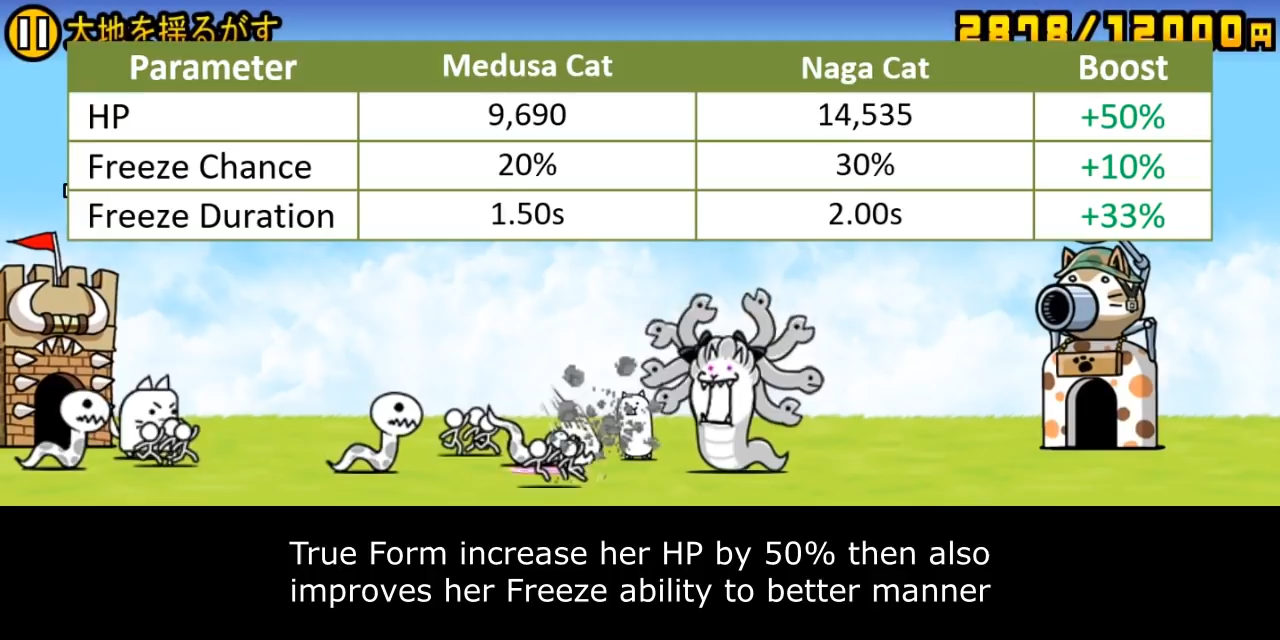 大地を揺るがす
2878/12000円
Parameter Medusa Cat Naga Cat Boost
HP 9,690 14,535 +50%
Freeze Chance 20% 30% +10%
Freeze Duration 1.50s 2.00s +33%
True Form increase her HP by 50% then also
improves her Freeze ability to better manner